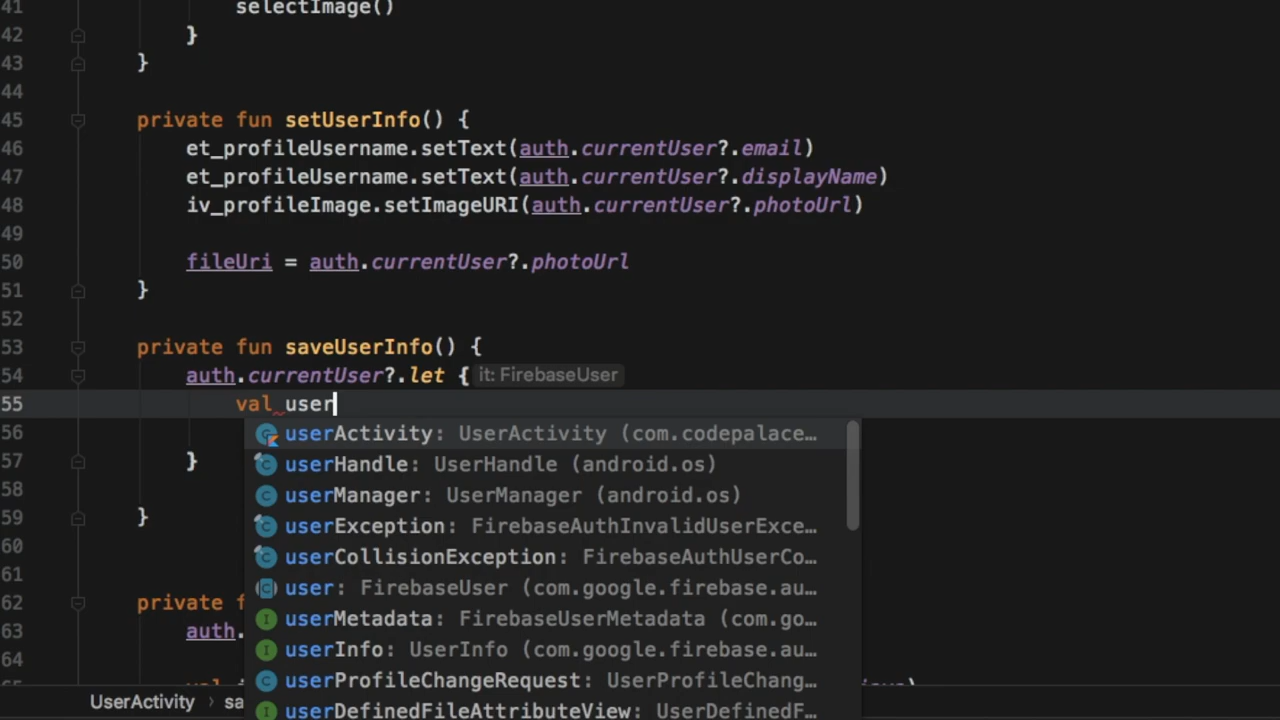 41 selectImage()
42 }
43 }
44
45 private fun setUserInfo() {
46 et_profileUsername.setText(auth.currentUser?.email)
47 et_profileUsername.setText(auth.currentUser?.displayName)
48 iv_profileImage.setImageURI(auth.currentUser?.photoUrl)
49
50 fileUri = auth.currentUser?.photoUrl
51 }
52
53 private fun saveUserInfo() {
54 auth.currentUser?.let { it: FirebaseUser
55 val user
56 userActivity: UserActivity (com.codepalace…
userHandle: UserHandle (android.os)
57 }
userManager: UserManager (android.os)
58
userException: FirebaseAuthInvalidUserExce…
59 }
userCollisionException: FirebaseAuthUserCo…
60
61 user: FirebaseUser (com.google.firebase.au…
62 private f
userMetadata: FirebaseUserMetadata (com.go…
63 auth.
userInfo: UserInfo (com.google.firebase.au…
64
userProfileChangeRequest: UserProfileChang…
userDefinedFileAttributeView: UserDefinedF…
UserActivity › sa